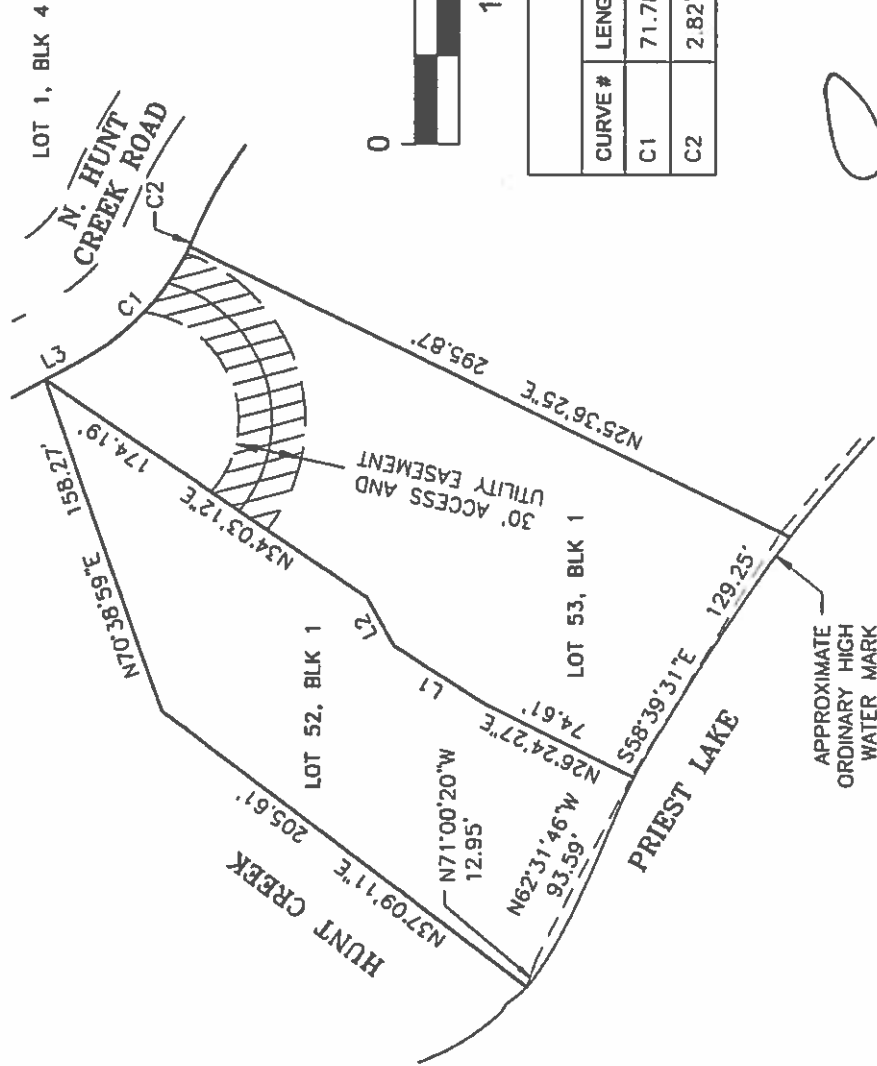 LOT 1, BLK 4
N. HUNT
CREEK ROAD
C2
C1
L3
0
1
CURVE # LENG
C1 71.78
C2 2.82'
158.27'
N70°38'59"E
174.19'
N34°03'12"E
30' ACCESS AND
UTILITY EASEMENT
295.87'
N25°36'25"E
L2
L1
LOT 52, BLK 1
LOT 53, BLK 1
205.61'
N37°09'11"E
HUNT CREEK
74.61'
N26°24'27"E
N71°00'20"W
12.95'
N62°31'46"W
93.59'
S58°39'31"E 129.25'
PRIEST LAKE
APPROXIMATE
ORDINARY HIGH
WATER MARK